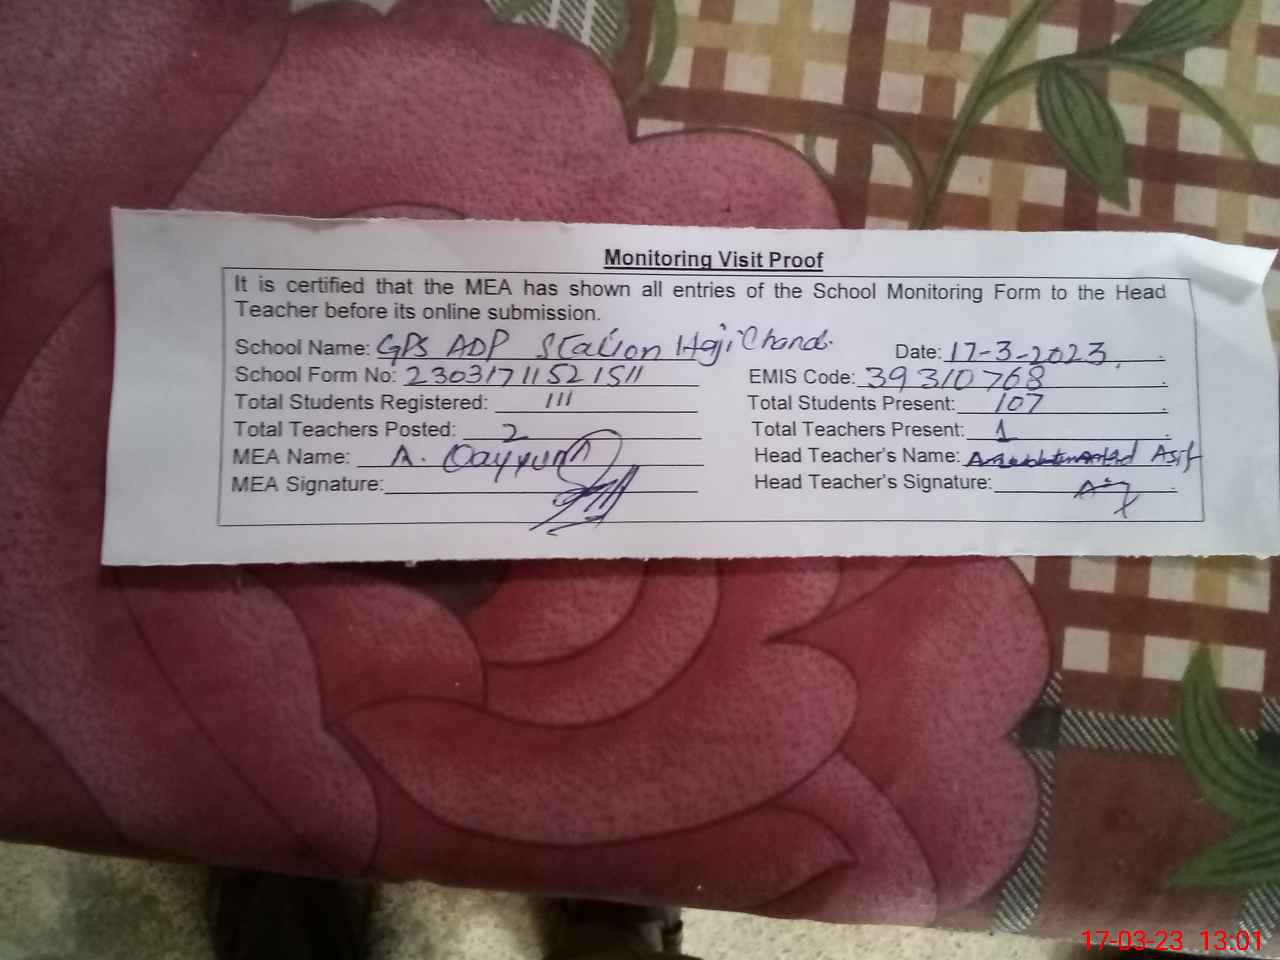 Monitoring Visit Proof
It is certified that the MEA has shown all entries of the School Monitoring Form to the Head
Teacher before its online submission.
School Name: GPS ADP Station Haji Chand. Date: 17-3-2023
School Form No: 23031711521511 EMIS Code: 39310768
Total Students Registered: 111 Total Students Present: 107
Total Teachers Posted: 2 Total Teachers Present: 1
MEA Name: A. Qayyum Head Teacher's Name: Asif
MEA Signature: Head Teacher's Signature:
17-03-23 13:01